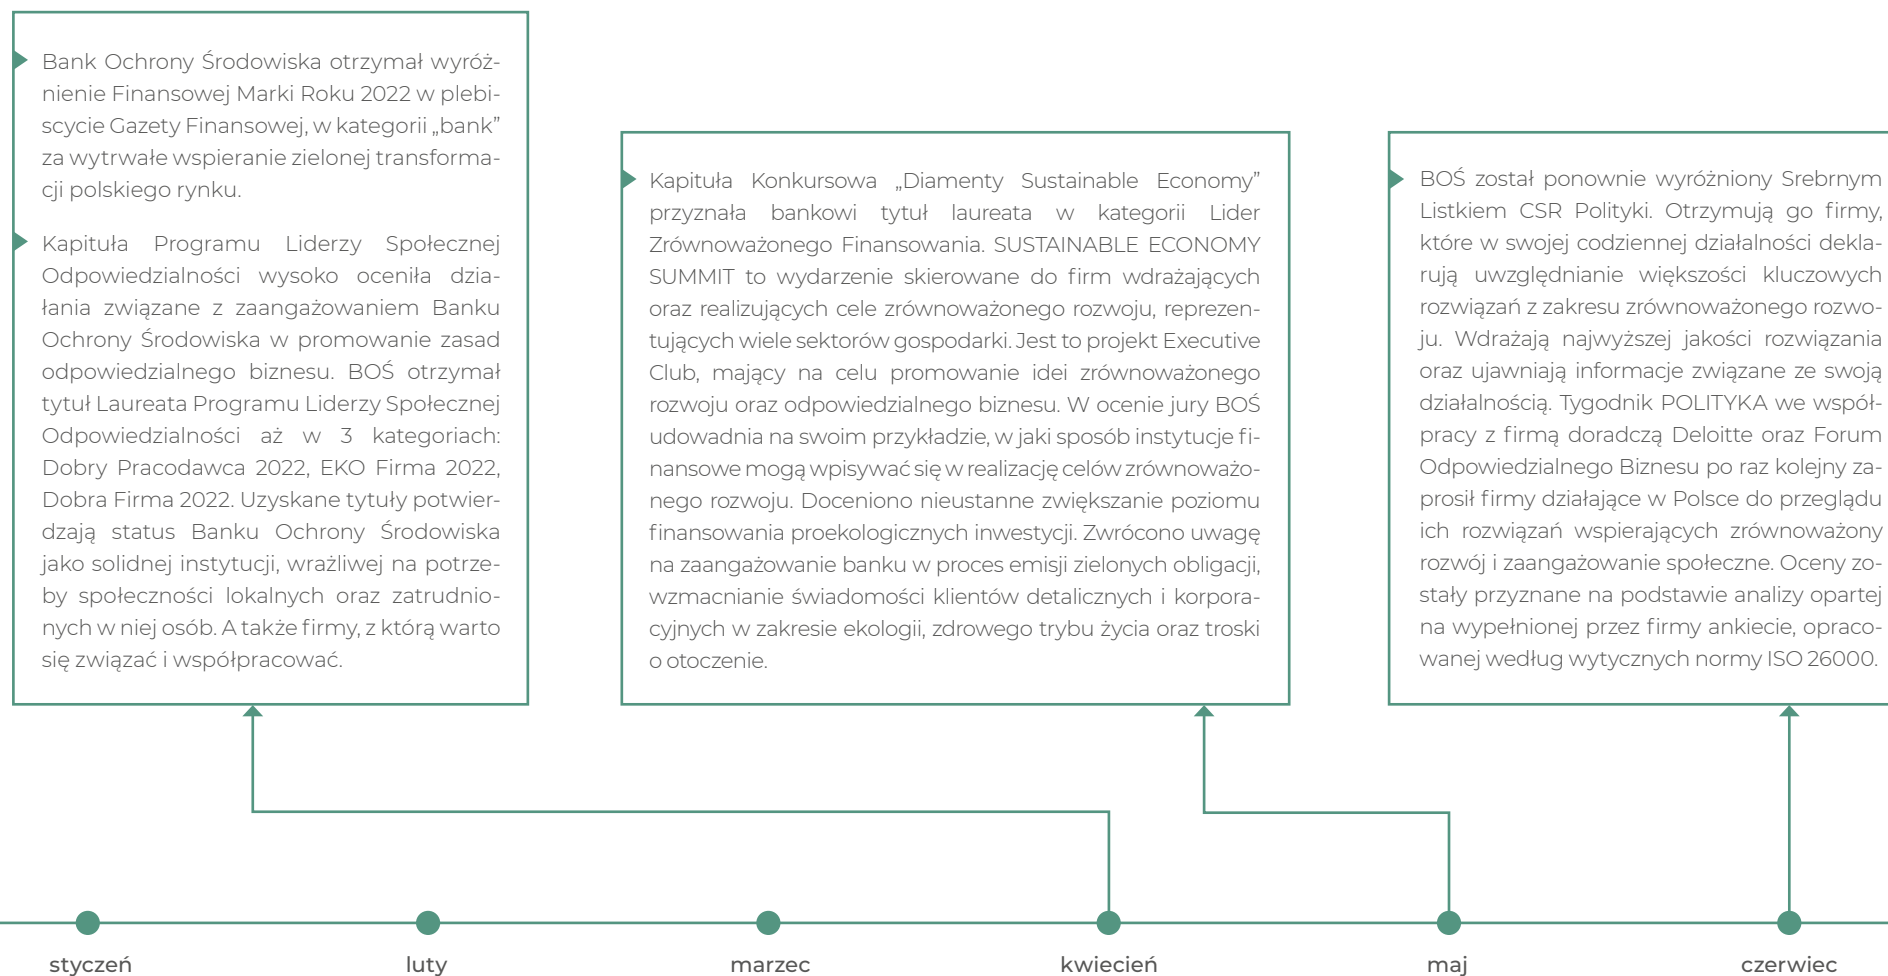 Bank Ochrony Środowiska otrzymał wyróż-
nienie Finansowej Marki Roku 2022 w plebi-
scycie Gazety Finansowej, w kategorii „bank”
za wytrwałe wspieranie zielonej transforma-
cji polskiego rynku.
Kapituła Programu Liderzy Społecznej
Odpowiedzialności wysoko oceniła dzia-
łania związane z zaangażowaniem Banku
Ochrony Środowiska w promowanie zasad
odpowiedzialnego biznesu. BOŚ otrzymał
tytuł Laureata Programu Liderzy Społecznej
Odpowiedzialności aż w 3 kategoriach:
Dobry Pracodawca 2022, EKO Firma 2022,
Dobra Firma 2022. Uzyskane tytuły potwier-
dzają status Banku Ochrony Środowiska
jako solidnej instytucji, wrażliwej na potrze-
by społeczności lokalnych oraz zatrudnio-
nych w niej osób. A także firmy, z którą warto
się związać i współpracować.
Kapituła Konkursowa „Diamenty Sustainable Economy”
przyznała bankowi tytuł laureata w kategorii Lider
Zrównoważonego Finansowania. SUSTAINABLE ECONOMY
SUMMIT to wydarzenie skierowane do firm wdrażających
oraz realizujących cele zrównoważonego rozwoju, reprezen-
tujących wiele sektorów gospodarki. Jest to projekt Executive
Club, mający na celu promowanie idei zrównoważonego
rozwoju oraz odpowiedzialnego biznesu. W ocenie jury BOŚ
udowadnia na swoim przykładzie, w jaki sposób instytucje fi-
nansowe mogą wpisywać się w realizację celów zrównoważo-
nego rozwoju. Doceniono nieustanne zwiększanie poziomu
finansowania proekologicznych inwestycji. Zwrócono uwagę
na zaangażowanie banku w proces emisji zielonych obligacji,
wzmacnianie świadomości klientów detalicznych i korpora-
cyjnych w zakresie ekologii, zdrowego trybu życia oraz troski
o otoczenie.
BOŚ został ponownie wyróżniony Srebrnym
Listkiem CSR Polityki. Otrzymują go firmy,
które w swojej codziennej działalności dekla-
rują uwzględnianie większości kluczowych
rozwiązań z zakresu zrównoważonego rozwo-
ju. Wdrażają najwyższej jakości rozwiązania
oraz ujawniają informacje związane ze swoją
działalnością. Tygodnik POLITYKA we współ-
pracy z firmą doradczą Deloitte oraz Forum
Odpowiedzialnego Biznesu po raz kolejny za-
prosił firmy działające w Polsce do przeglądu
ich rozwiązań wspierających zrównoważony
rozwój i zaangażowanie społeczne. Oceny zo-
stały przyznane na podstawie analizy opartej
na wypełnionej przez firmy ankiecie, opraco-
wanej według wytycznych normy ISO 26000.
styczeń
luty
marzec
kwiecień
maj
czerwiec